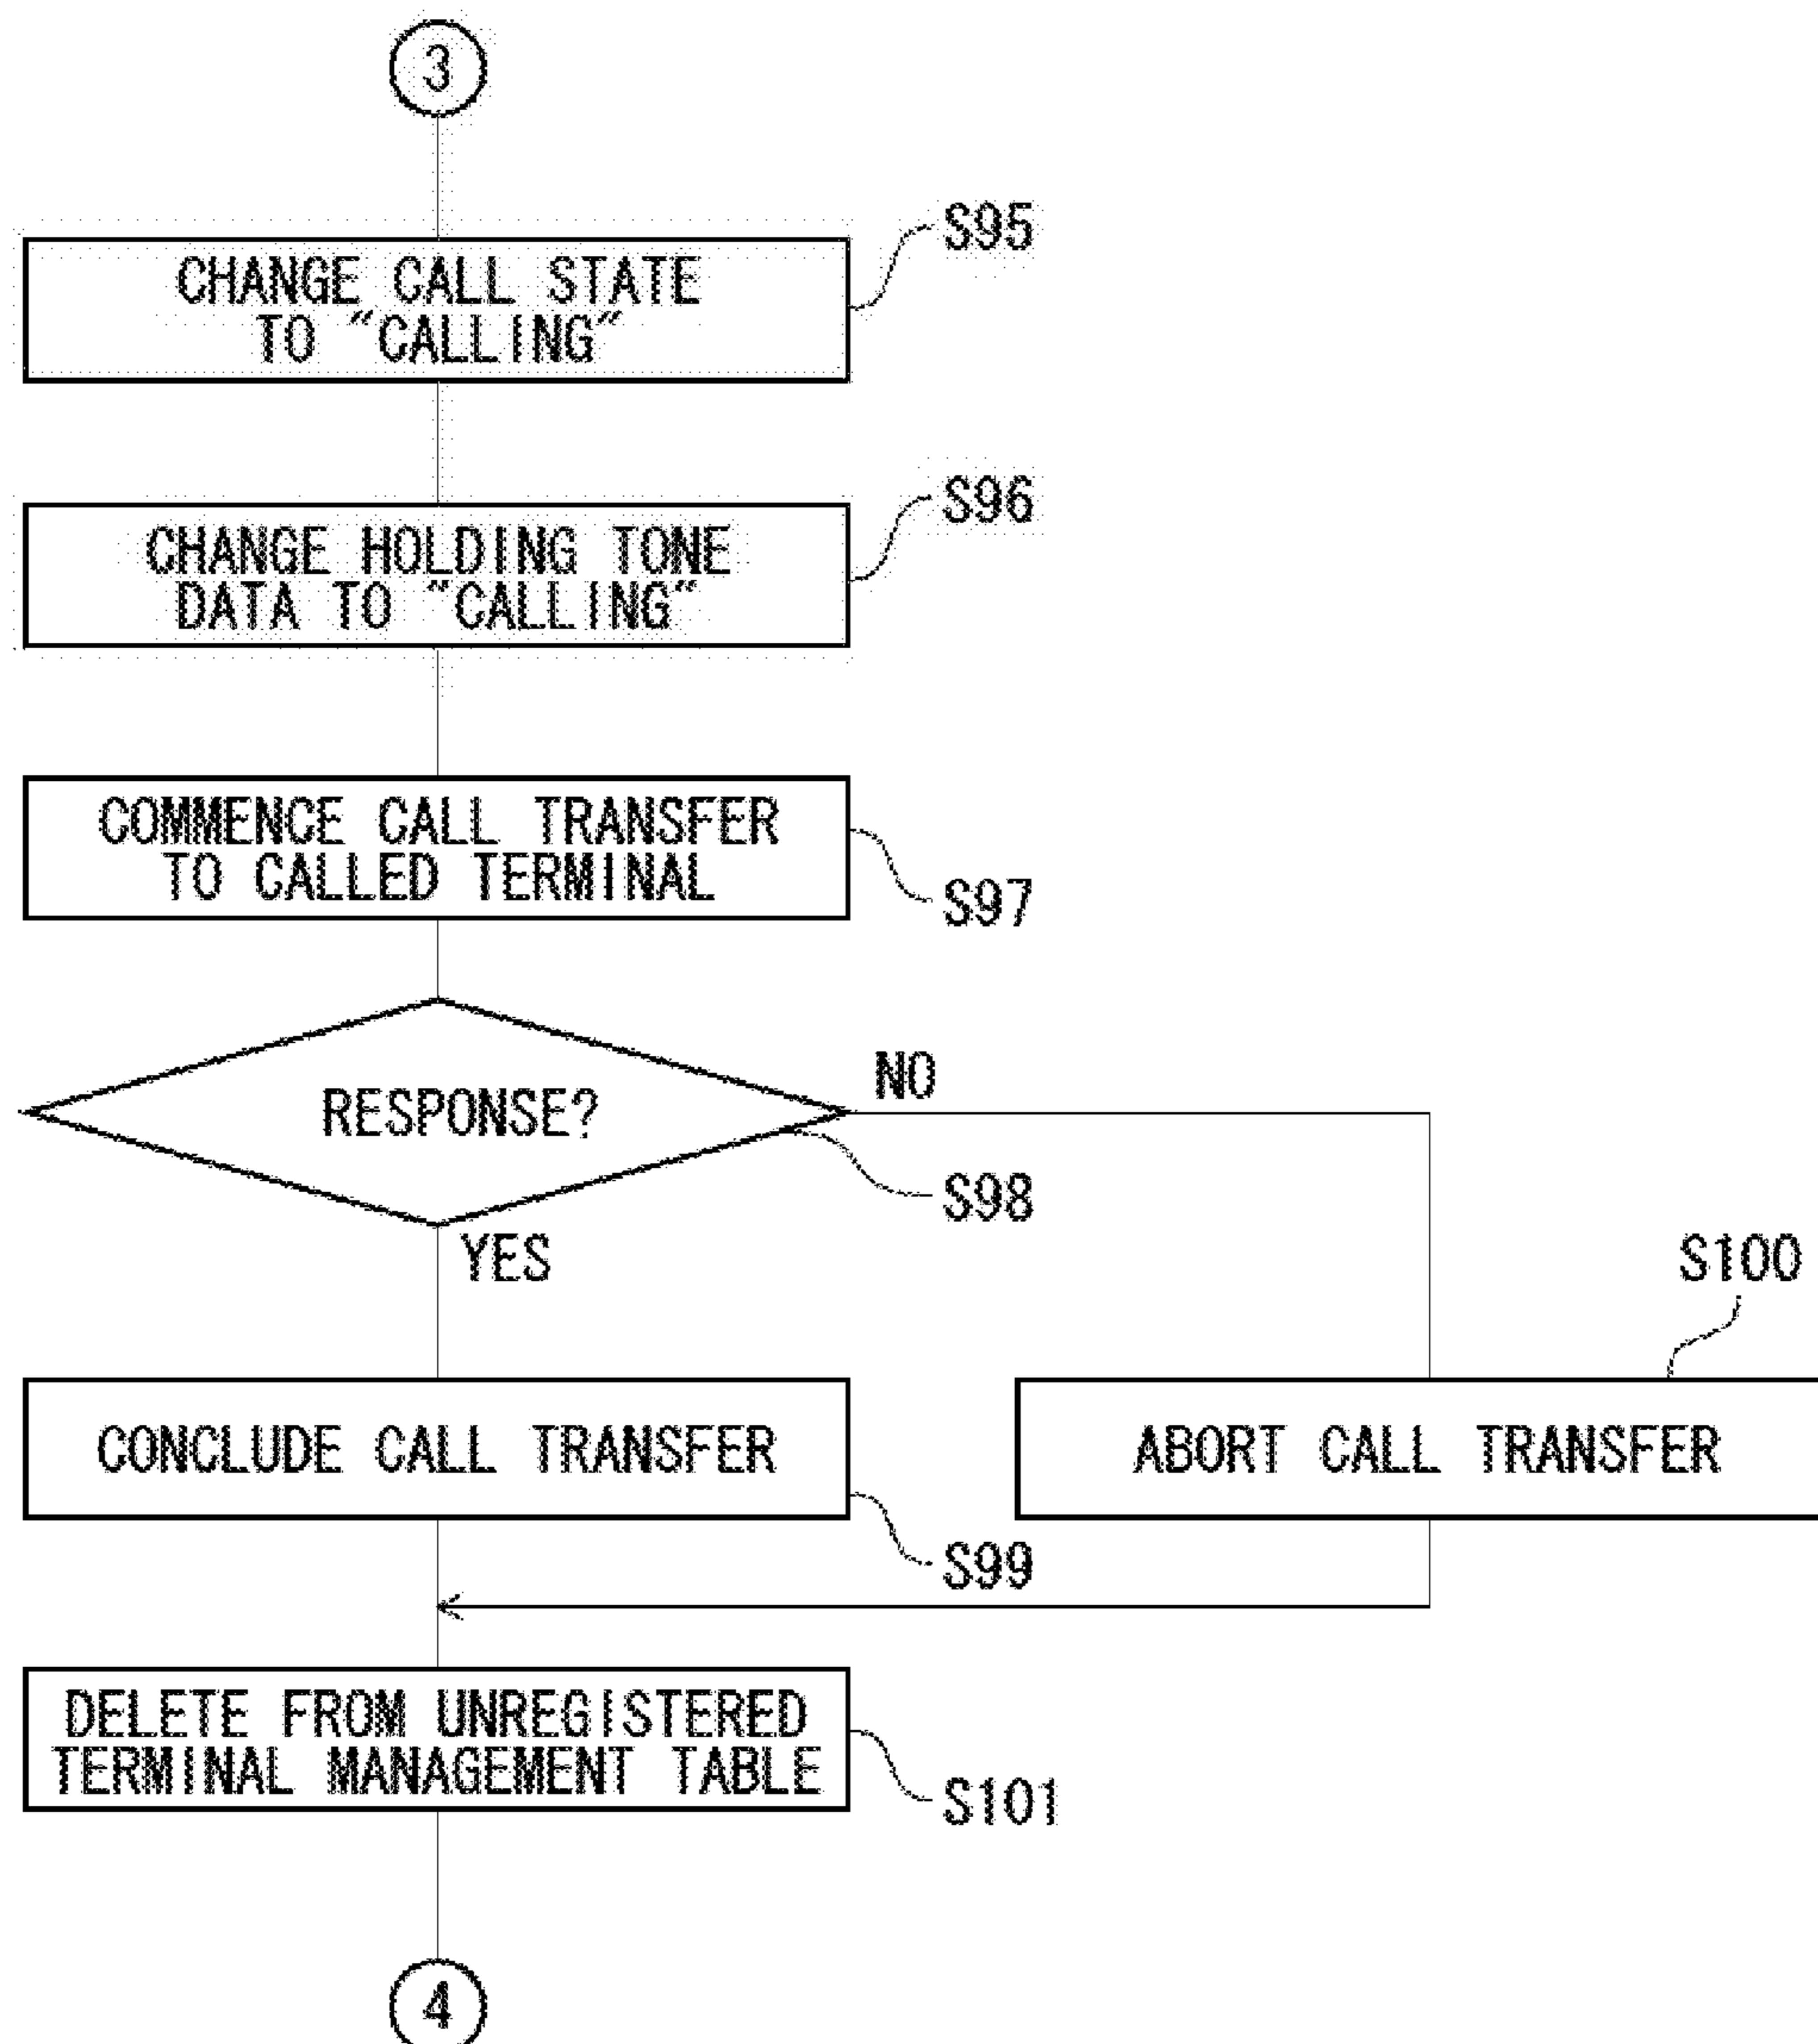 3
S95
CHANGE CALL STATE
TO "CALLING"
S96
CHANGE HOLDING TONE
DATA TO "CALLING"
COMMENCE CALL TRANSFER
TO CALLED TERMINAL
S97
NO
RESPONSE?
S98
YES
S100
CONCLUDE CALL TRANSFER
ABORT CALL TRANSFER
S99
DELETE FROM UNREGISTERED
TERMINAL MANAGEMENT TABLE
S101
4